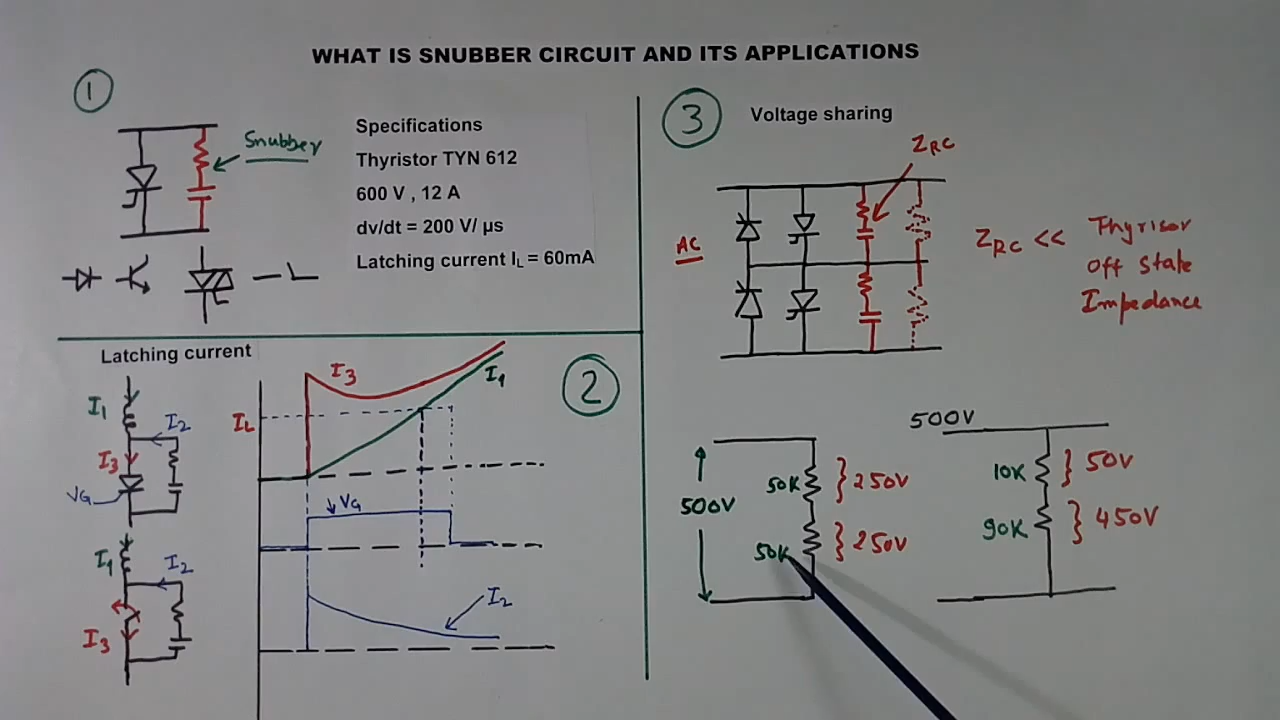 WHAT IS SNUBBER CIRCUIT AND ITS APPLICATIONS
1
Snubber
Specifications
Thyristor TYN 612
600 V , 12 A
dv/dt = 200 V/ µs
Latching current IL = 60mA
Latching current
I1
I2
I3
VG
I1
I2
I3
2
IL
I3
I1
VG
I2
3
Voltage sharing
ZRC
AC
ZRC << Thyrisor
Off State
Impedance
500V
50K
250V
50K
250V
500V
10K
50V
90K
450V